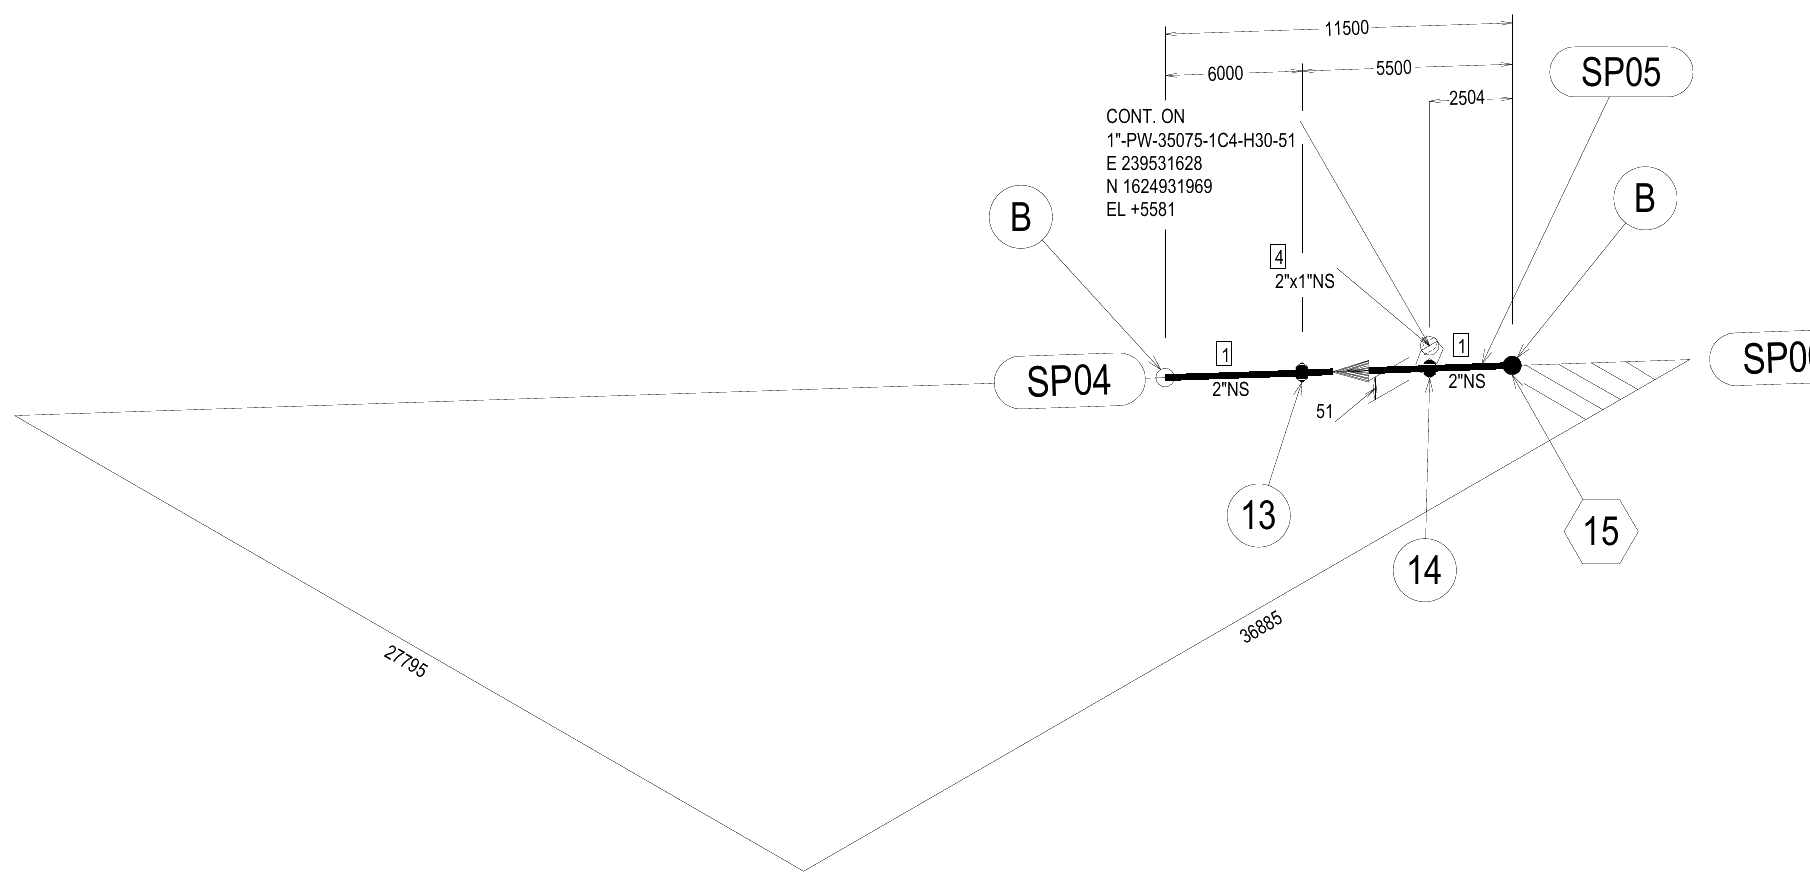 11500
6000
5500
2504
SP05
CONT. ON
1"-PW-35075-1C4-H30-51
E 239531628
N 1624931969
EL +5581
B
B
4
2"x1"NS
1
1
2"NS
2"NS
SP04
51
13
14
15
27795
36885